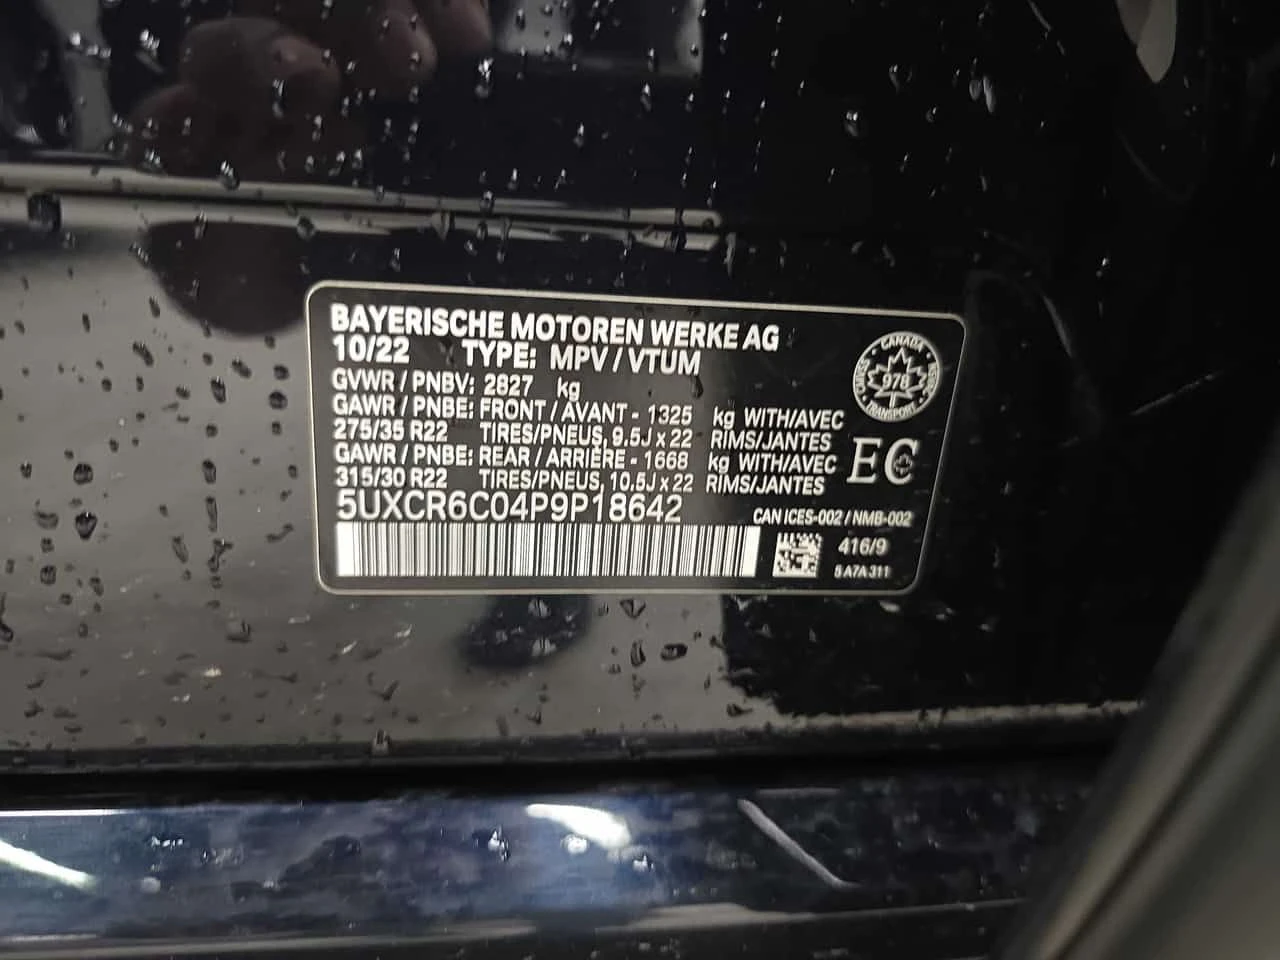 BAYERISCHE MOTOREN WERKE AG
10/22 TYPE: MPV / VTUM
GVWR / PNBV: 2827 kg
GAWR / PNBE: FRONT / AVANT - 1325 kg WITH/AVEC
275/35 R22 TIRES/PNEUS, 9.5J x 22 RIMS/JANTES
GAWR / PNBE: REAR / ARRIÈRE - 1668 kg WITH/AVEC
315/30 R22 TIRES/PNEUS, 10.5J x 22 RIMS/JANTES
5UXCR6C04P9P18642
CANADA
978
TRANSPORT
EC
CAN ICES-002 / NMB-002
416/9
5A7A311